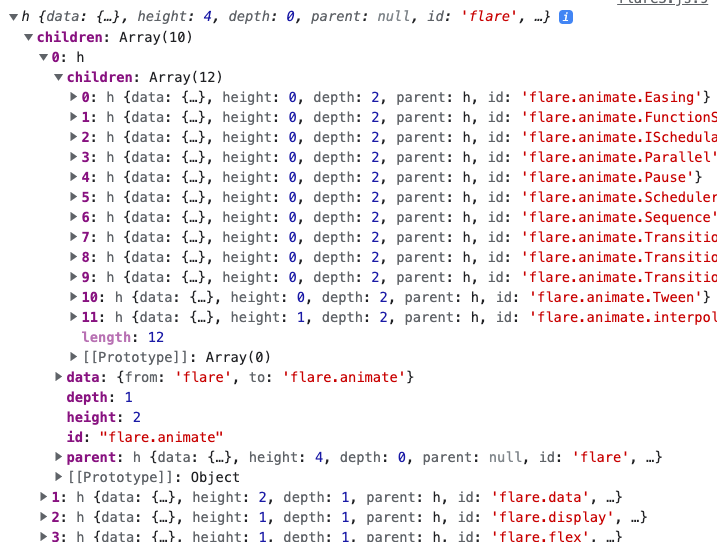 h {data: {…}, height: 4, depth: 0, parent: null, id: 'flare', …} i
children: Array(10)
0: h
children: Array(12)
0: h {data: {…}, height: 0, depth: 2, parent: h, id: 'flare.animate.Easing'}
1: h {data: {…}, height: 0, depth: 2, parent: h, id: 'flare.animate.FunctionS
2: h {data: {…}, height: 0, depth: 2, parent: h, id: 'flare.animate.ISchedula
3: h {data: {…}, height: 0, depth: 2, parent: h, id: 'flare.animate.Parallel'
4: h {data: {…}, height: 0, depth: 2, parent: h, id: 'flare.animate.Pause'}
5: h {data: {…}, height: 0, depth: 2, parent: h, id: 'flare.animate.Scheduler
6: h {data: {…}, height: 0, depth: 2, parent: h, id: 'flare.animate.Sequence'
7: h {data: {…}, height: 0, depth: 2, parent: h, id: 'flare.animate.Transitio
8: h {data: {…}, height: 0, depth: 2, parent: h, id: 'flare.animate.Transitio
9: h {data: {…}, height: 0, depth: 2, parent: h, id: 'flare.animate.Transitio
10: h {data: {…}, height: 0, depth: 2, parent: h, id: 'flare.animate.Tween'}
11: h {data: {…}, height: 1, depth: 2, parent: h, id: 'flare.animate.interpol
length: 12
[[Prototype]]: Array(0)
data: {from: 'flare', to: 'flare.animate'}
depth: 1
height: 2
id: "flare.animate"
parent: h {data: {…}, height: 4, depth: 0, parent: null, id: 'flare', …}
[[Prototype]]: Object
1: h {data: {…}, height: 2, depth: 1, parent: h, id: 'flare.data', …}
2: h {data: {…}, height: 1, depth: 1, parent: h, id: 'flare.display', …}
3: h {data: {…}, height: 1, depth: 1, parent: h, id: 'flare.flex', …}